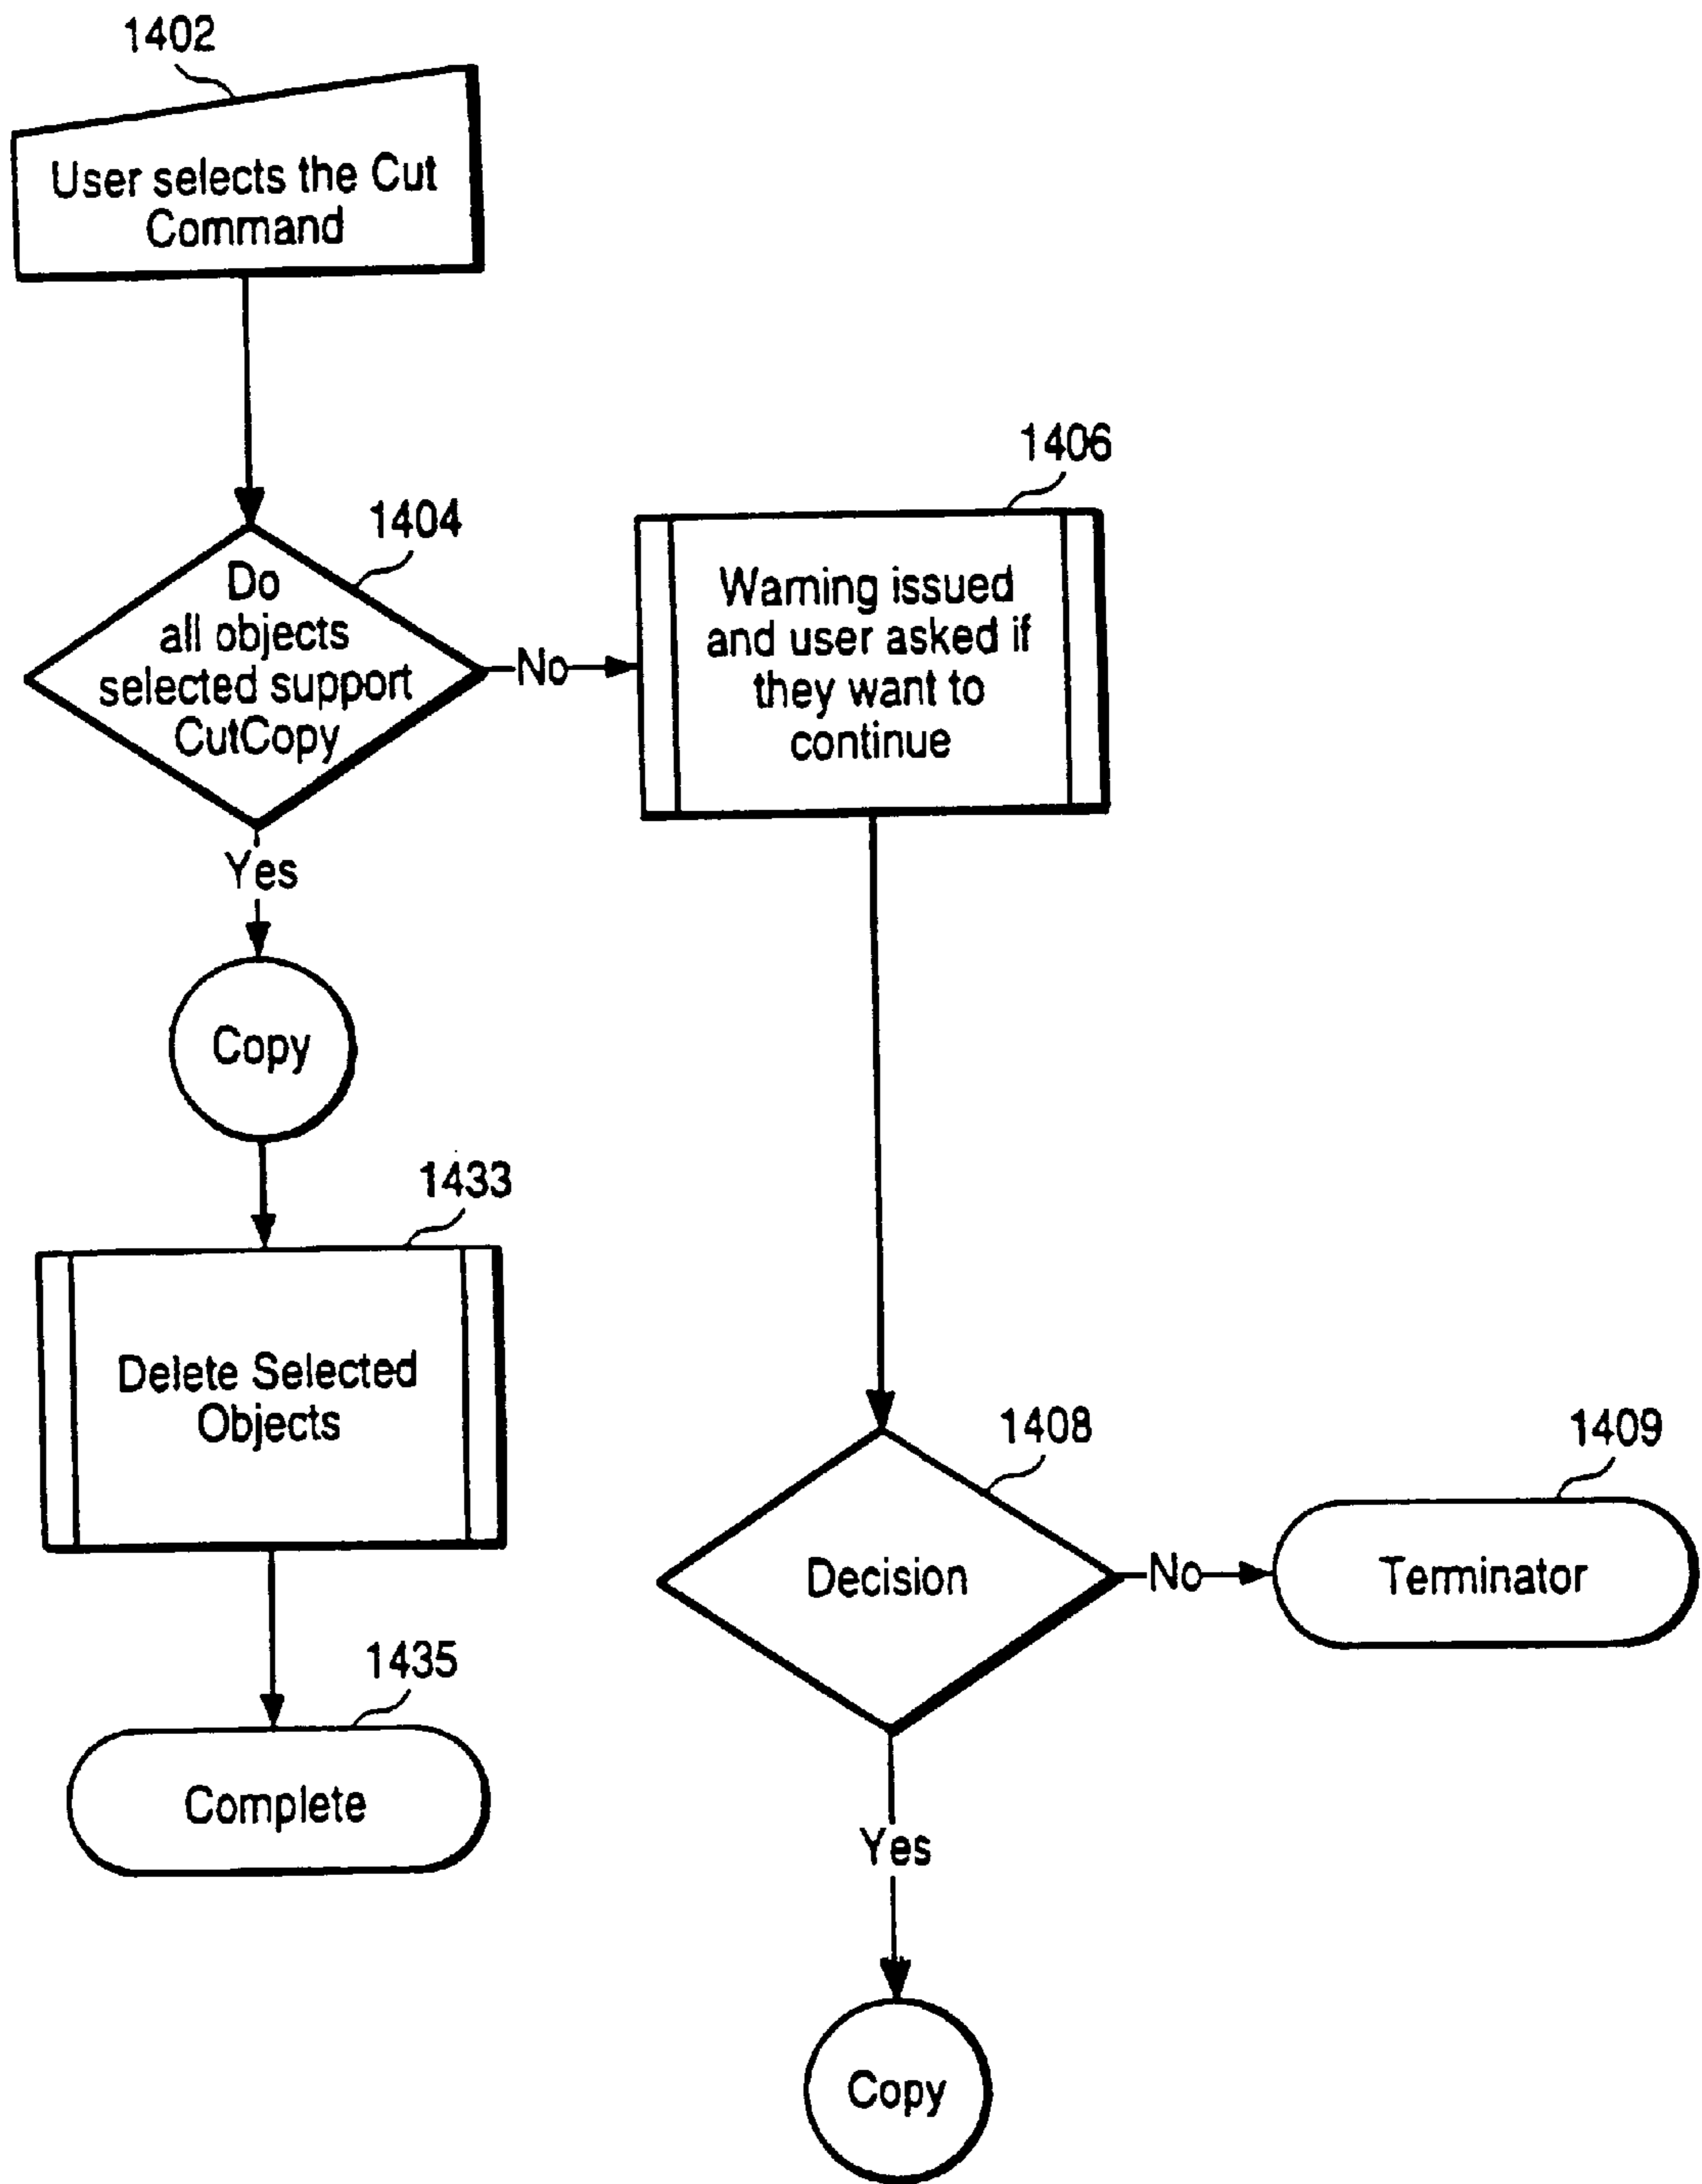 1402
User selects the Cut
Command
1404
Do
all objects
selected support
CutCopy
No
1406
Warning issued
and user asked if
they want to
continue
Yes
Copy
1433
Delete Selected
Objects
1435
Complete
1408
Decision
No
1409
Terminator
Yes
Copy